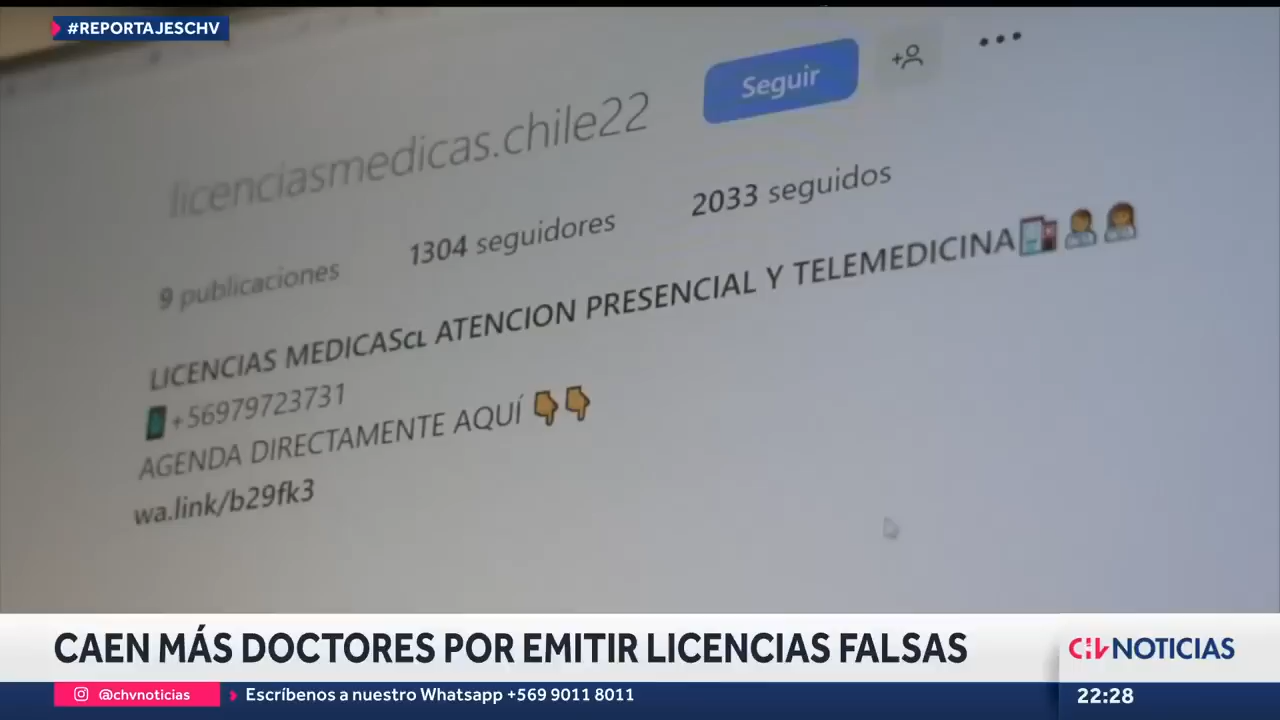 #REPORTAJESCHV
licenciasmedicas.chile22
Seguir
9 publicaciones
1304 seguidores
2033 seguidos
LICENCIAS MEDICASCL ATENCION PRESENCIAL Y TELEMEDICINA
+56979723731
AGENDA DIRECTAMENTE AQUÍ
wa.link/b29fk3
CAEN MÁS DOCTORES POR EMITIR LICENCIAS FALSAS
CHV NOTICIAS
@chvnoticias
Escríbenos a nuestro Whatsapp +569 9011 8011
22:28